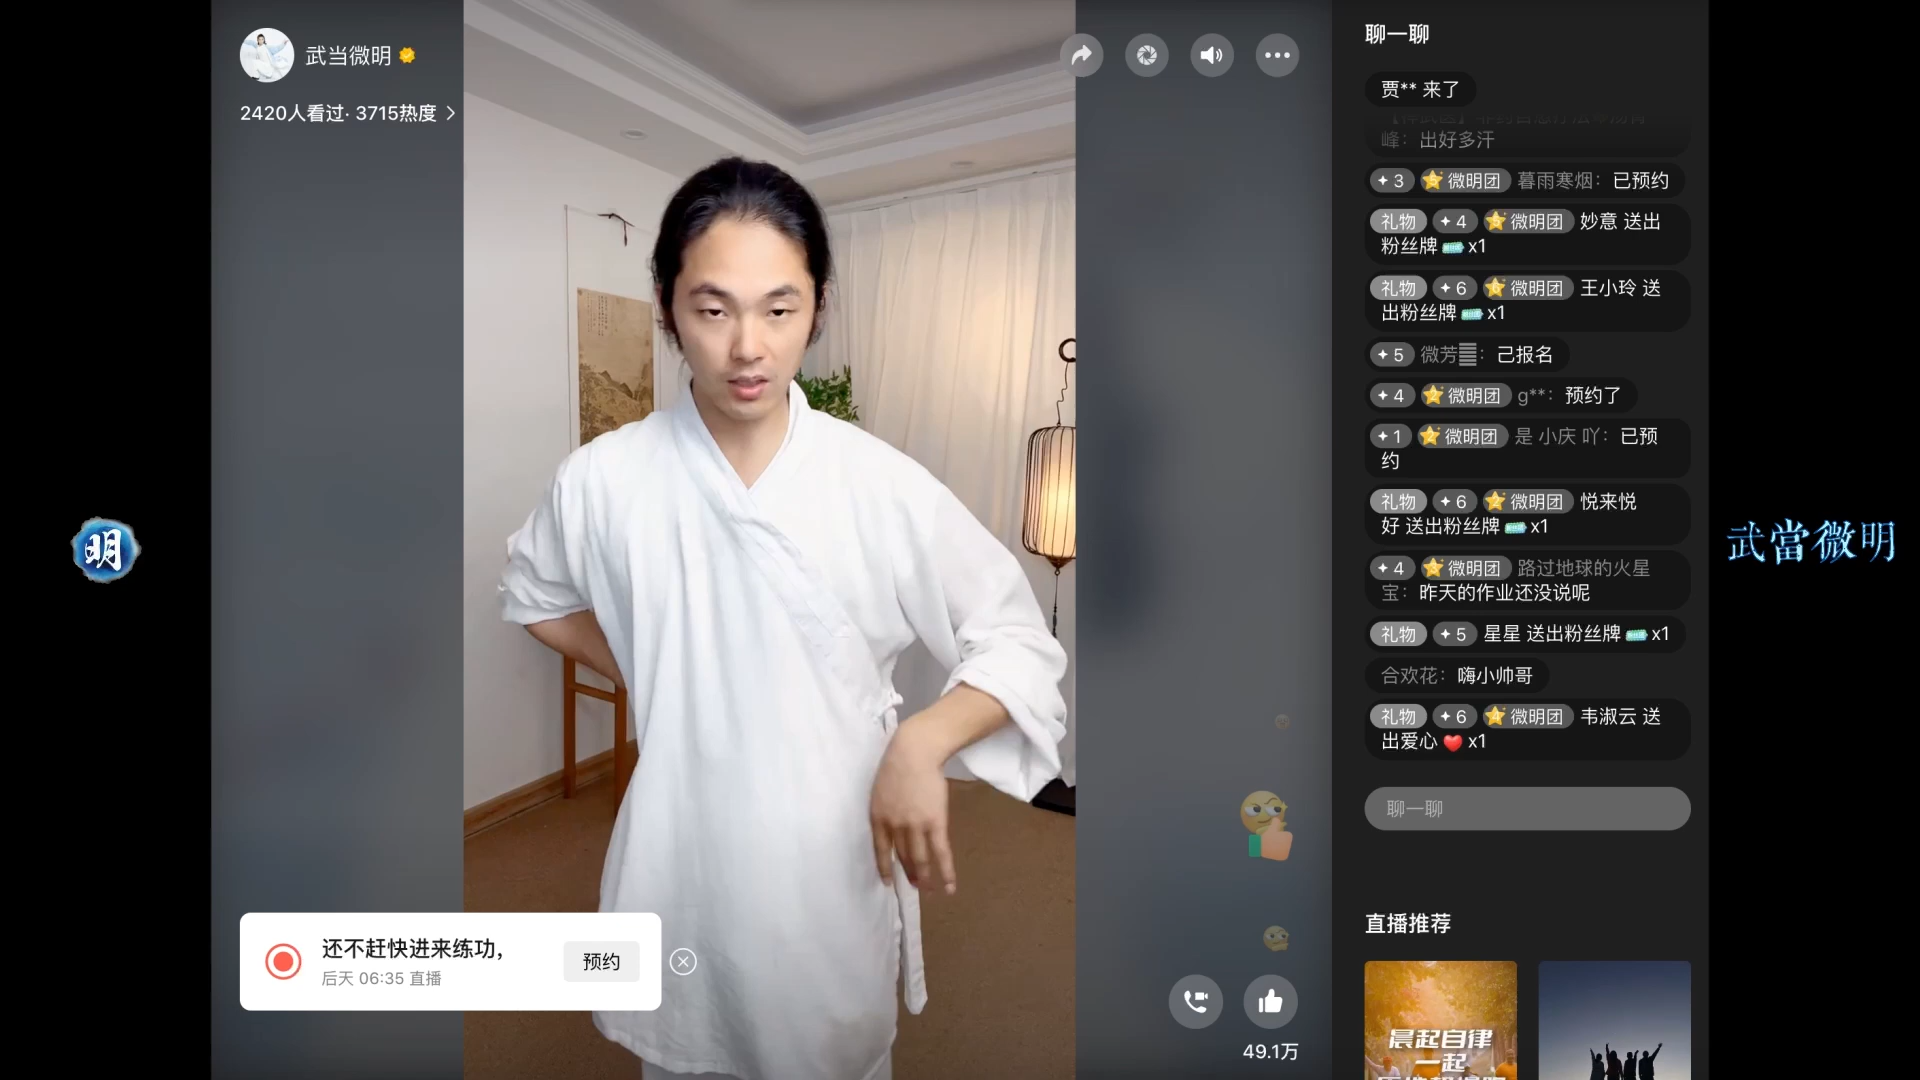 武当微明
2420人看过· 3715热度
聊一聊
贾** 来了
峰： 出好多汗
3 微明团 暮雨寒烟： 已预约
礼物 4 微明团 妙意 送出
粉丝牌 x1
礼物 6 微明团 王小玲 送
出粉丝牌 x1
5 微芳 ： 己报名
4 微明团 g**： 预约了
1 微明团 是 小庆 吖： 已预
约
礼物 6 微明团 悦来悦
好 送出粉丝牌 x1
4 微明团 路过地球的火星
宝： 昨天的作业还没说呢
礼物 5 星星 送出粉丝牌 x1
合欢花： 嗨小帅哥
礼物 6 微明团 韦淑云 送
出爱心 x1
聊一聊
明
武當微明
还不赶快进来练功,
后天 06:35 直播
预约
49.1万
直播推荐
晨起自律
一起